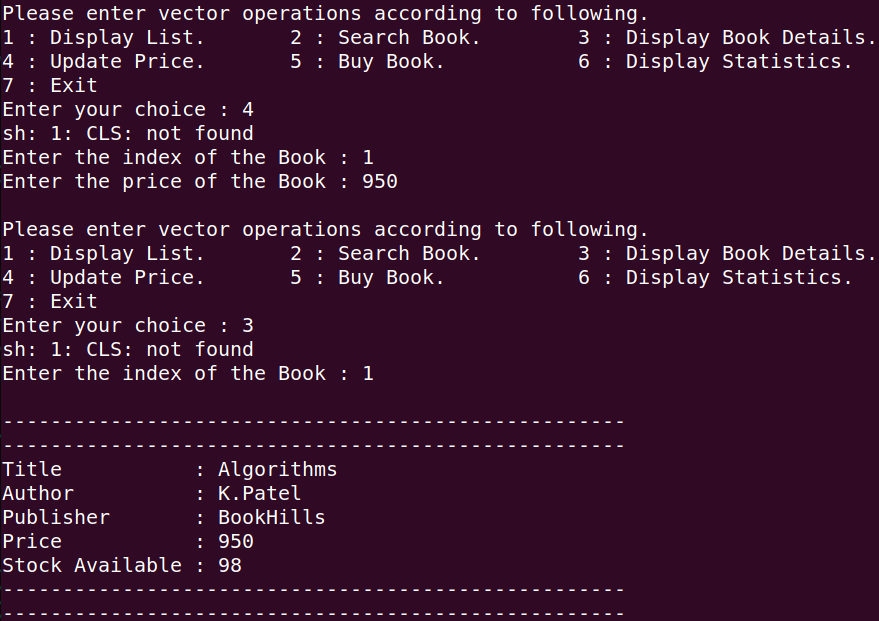 Please enter vector operations according to following.
1 : Display List.       2 : Search Book.        3 : Display Book Details.
4 : Update Price.       5 : Buy Book.           6 : Display Statistics.
7 : Exit
Enter your choice : 4
sh: 1: CLS: not found
Enter the index of the Book : 1
Enter the price of the Book : 950

Please enter vector operations according to following.
1 : Display List.       2 : Search Book.        3 : Display Book Details.
4 : Update Price.       5 : Buy Book.           6 : Display Statistics.
7 : Exit
Enter your choice : 3
sh: 1: CLS: not found
Enter the index of the Book : 1

----------------------------------------------------
----------------------------------------------------
Title           : Algorithms
Author          : K.Patel
Publisher       : BookHills
Price           : 950
Stock Available : 98
----------------------------------------------------
----------------------------------------------------